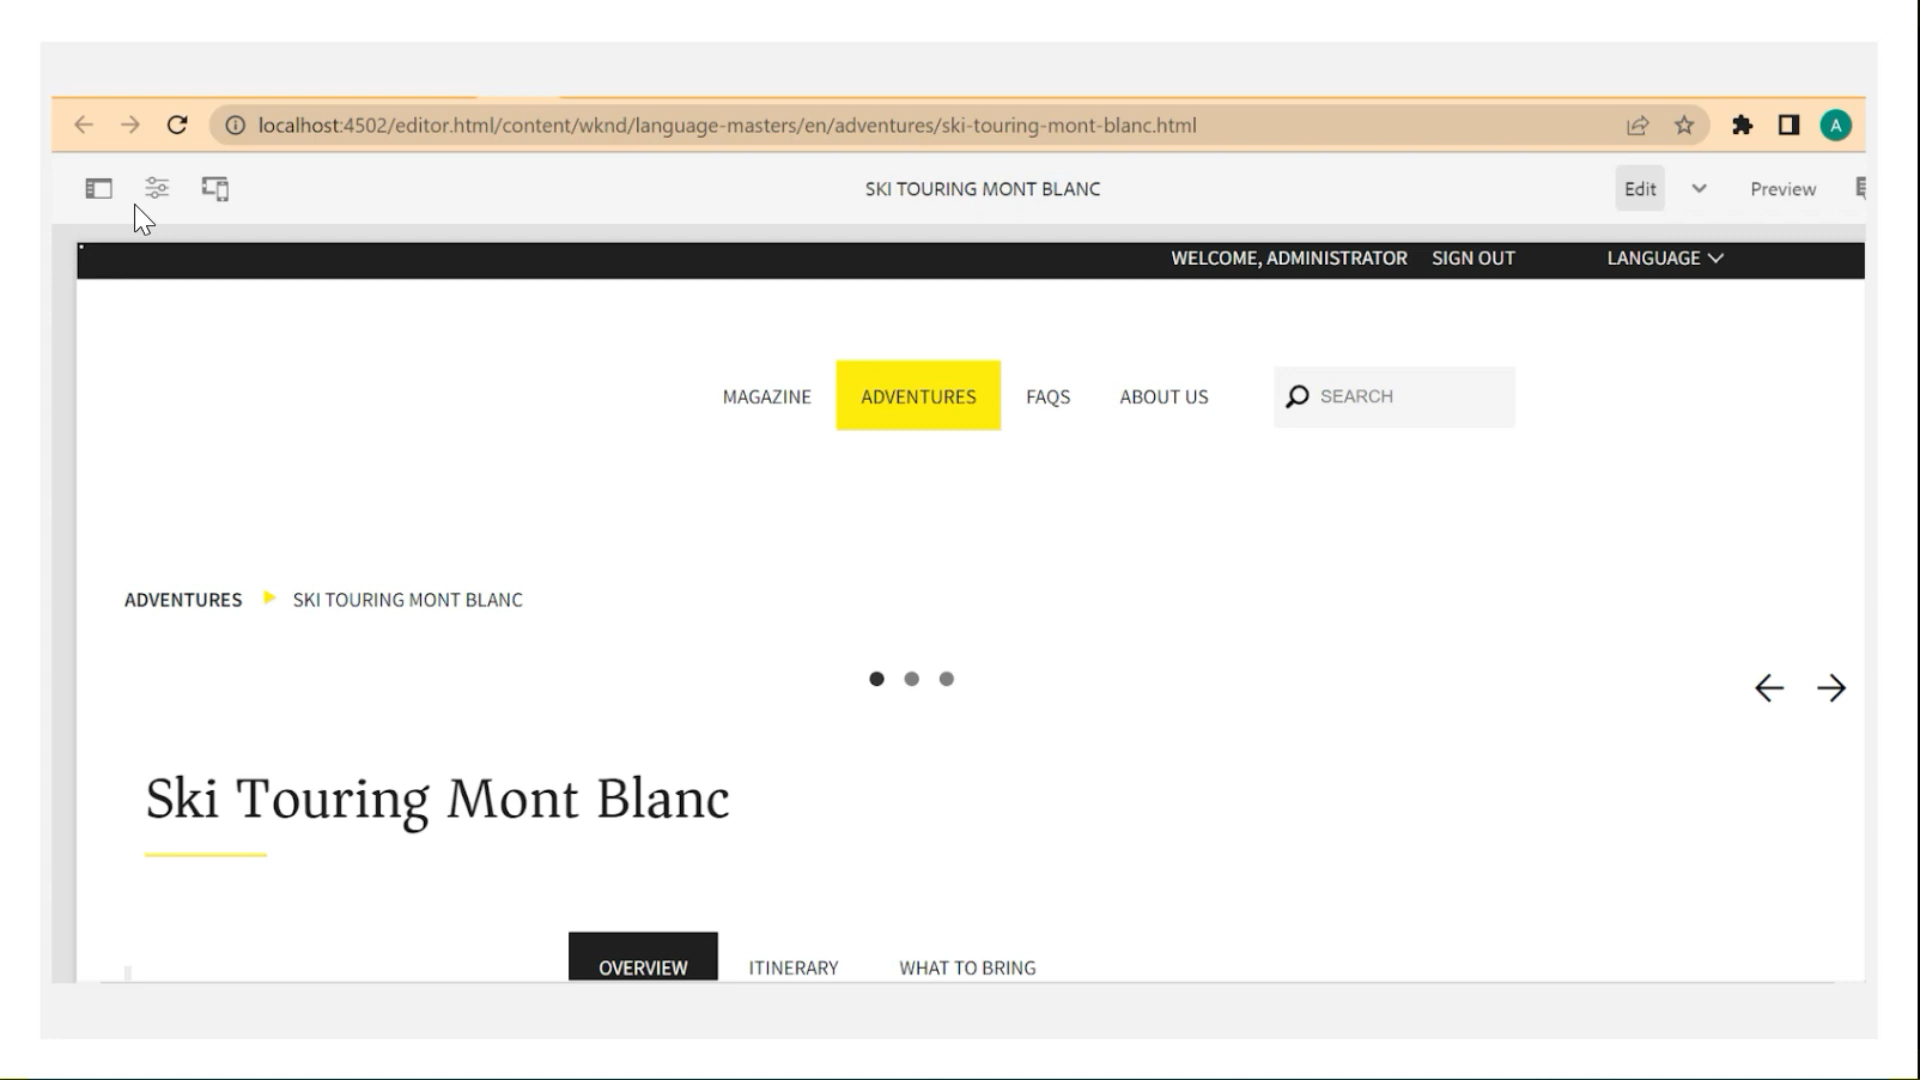 localhost:4502/editor.html/content/wknd/language-masters/en/adventures/ski-touring-mont-blanc.html
A
SKI TOURING MONT BLANC
Edit
Preview
WELCOME, ADMINISTRATOR
SIGN OUT
LANGUAGE
MAGAZINE
ADVENTURES
FAQS
ABOUT US
SEARCH
ADVENTURES
SKI TOURING MONT BLANC
Ski Touring Mont Blanc
OVERVIEW
ITINERARY
WHAT TO BRING